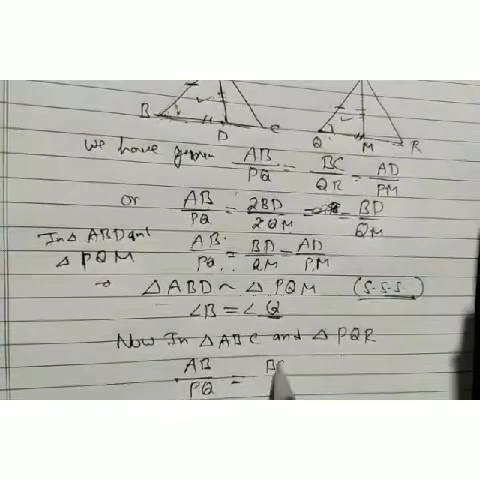 B D C Q M R
We have given AB/PQ = BC/QR = AD/PM
or AB/PQ = 2BD/2QM = BD/QM
In △ ABD and △ PQM AB/PQ = BD/QM = AD/PM
→ △ ABD ~ △ PQM (S.S.S.)
∠B = ∠Q
Now In △ ABC and △ PQR
AB/PQ = BC